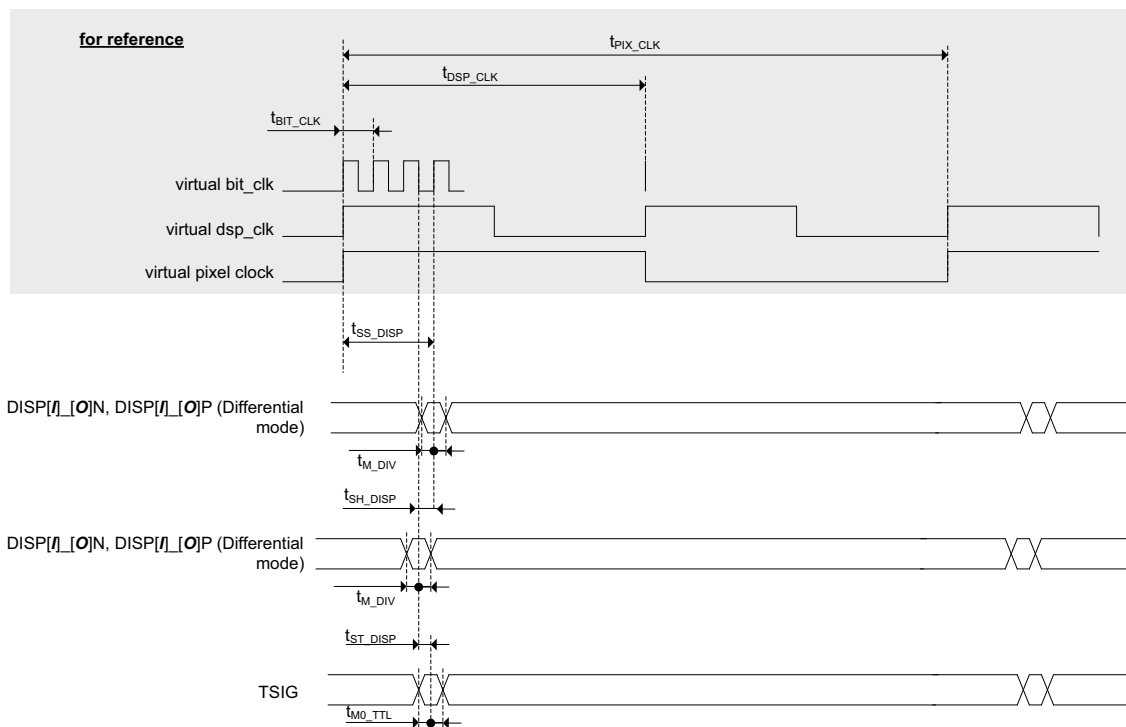 for reference
tPIX_CLK
tDSP_CLK
tBIT_CLK
virtual bit_clk
virtual dsp_clk
virtual pixel clock
tSS_DISP
DISP[I]_[O]N, DISP[I]_[O]P (Differential
mode)
tM_DIV
tSH_DISP
DISP[I]_[O]N, DISP[I]_[O]P (Differential
mode)
tM_DIV
tST_DISP
TSIG
tM0_TTL